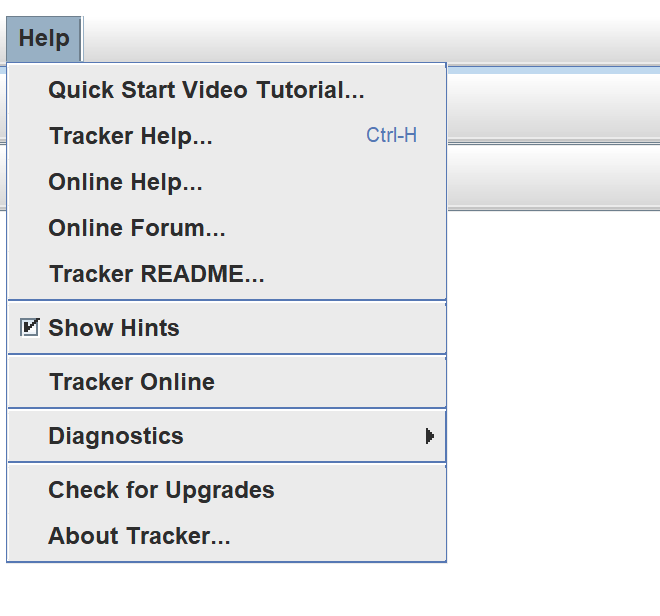 Help
Quick Start Video Tutorial...
Tracker Help... Ctrl-H
Online Help...
Online Forum...
Tracker README...
Show Hints
Tracker Online
Diagnostics
Check for Upgrades
About Tracker...